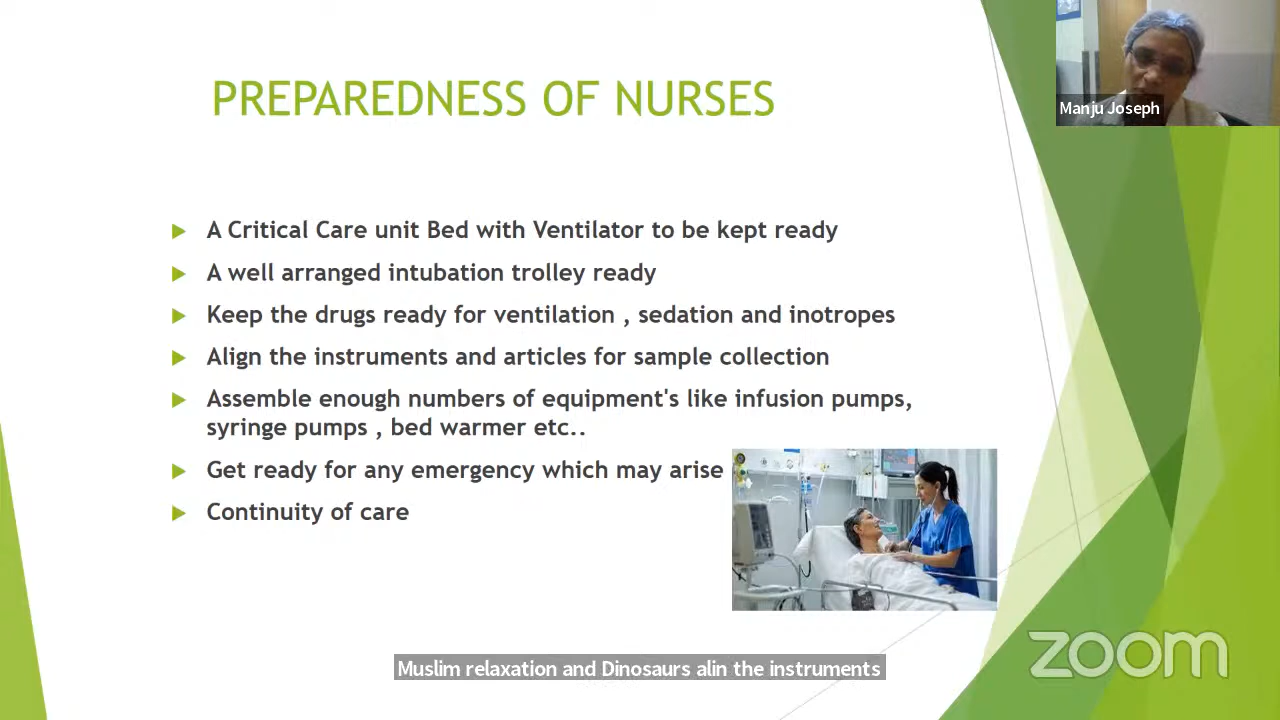 PREPAREDNESS OF NURSES
Manju Joseph
A Critical Care unit Bed with Ventilator to be kept ready
A well arranged intubation trolley ready
Keep the drugs ready for ventilation , sedation and inotropes
Align the instruments and articles for sample collection
Assemble enough numbers of equipment's like infusion pumps,
syringe pumps , bed warmer etc..
Get ready for any emergency which may arise
Continuity of care
Muslim relaxation and Dinosaurs alin the instruments
zoom